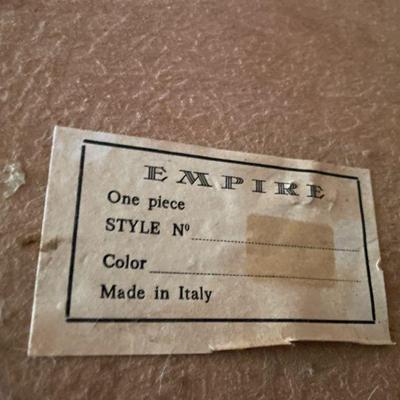 EMPIRE
One piece
STYLE Nº
Color
Made in Italy